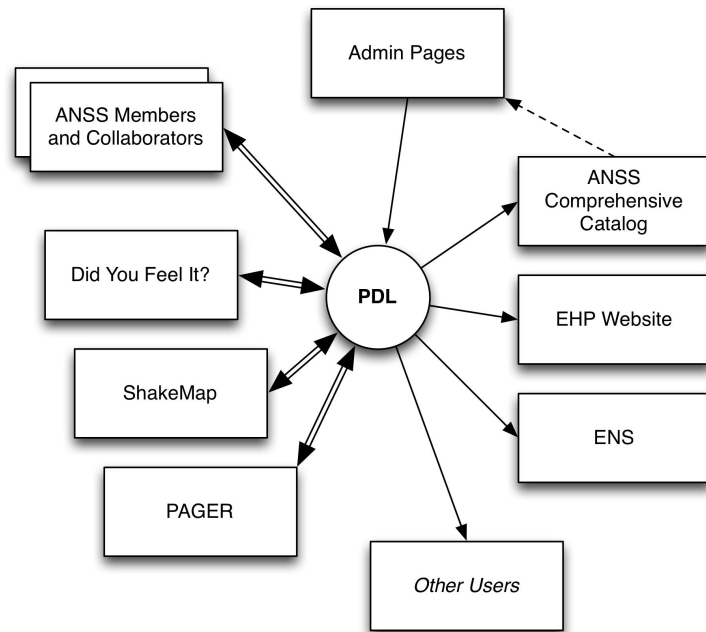 Admin Pages
ANSS Members
and Collaborators
ANSS
Comprehensive
Catalog
Did You Feel It?
PDL
EHP Website
ShakeMap
ENS
PAGER
Other Users